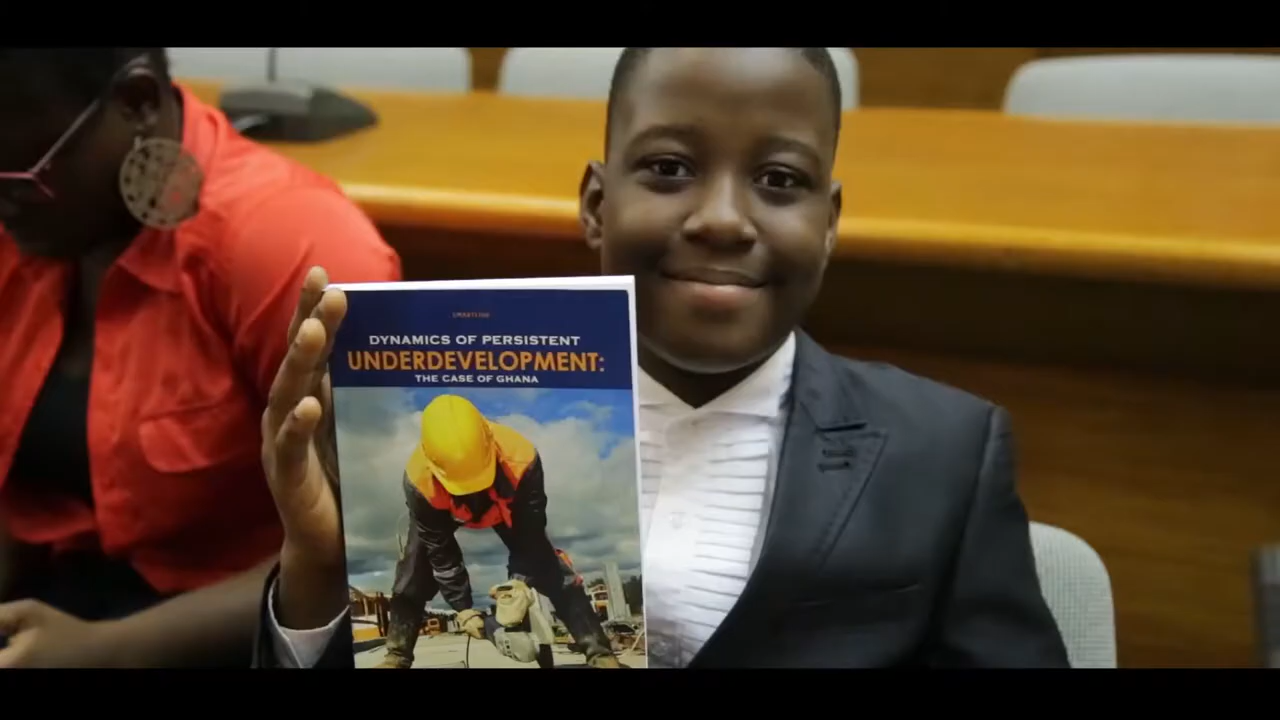 DYNAMICS OF PERSISTENT
UNDERDEVELOPMENT:
THE CASE OF GHANA